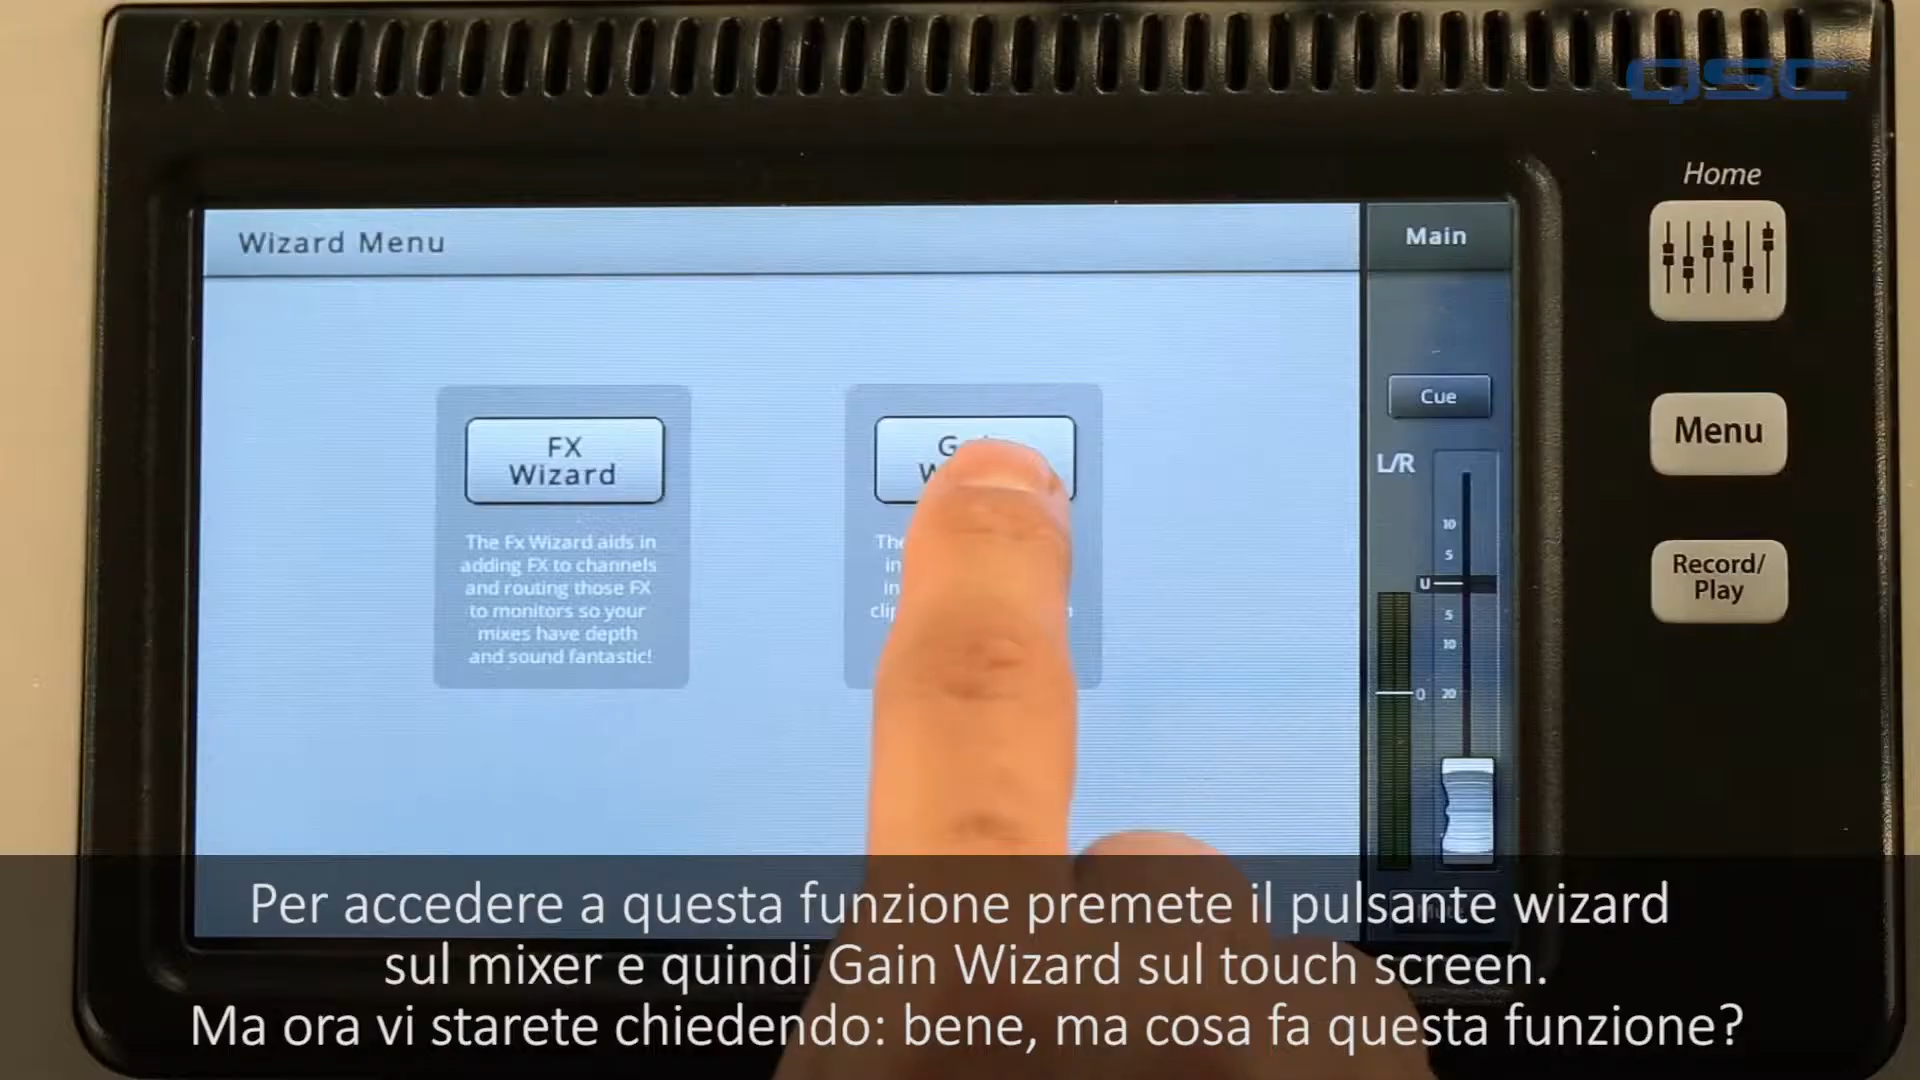 QSC
Home
Wizard Menu
Main
Menu
Record/
Play
Cue
L/R
10
5
U
5
10
0
20
FX
Wizard
The Fx Wizard aids in
adding FX to channels
and routing those FX
to monitors so your
mixes have depth
and sound fantastic!
Per accedere a questa funzione premete il pulsante wizard
sul mixer e quindi Gain Wizard sul touch screen.
Ma ora vi starete chiedendo: bene, ma cosa fa questa funzione?